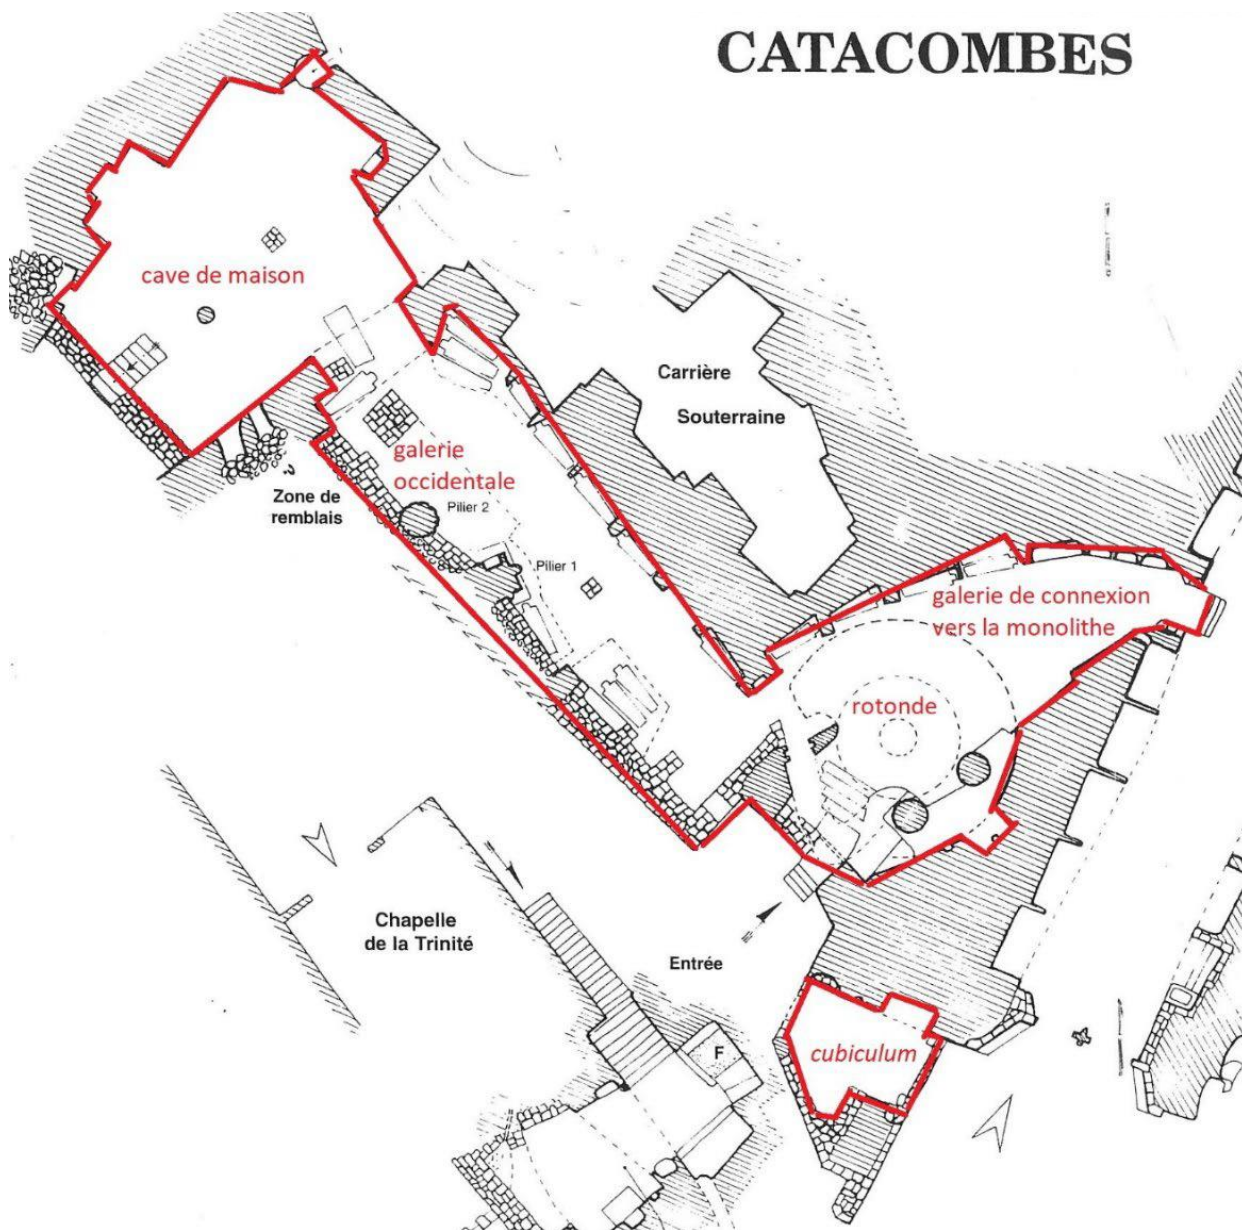 CATACOMBES
cave de maison
Carrière
Souterraine
galerie
occidentale
Zone de
remblais
Pilier 2
Pilier 1
galerie de connexion
vers la monolithe
rotonde
Chapelle
de la Trinité
Entrée
F
cubiculum